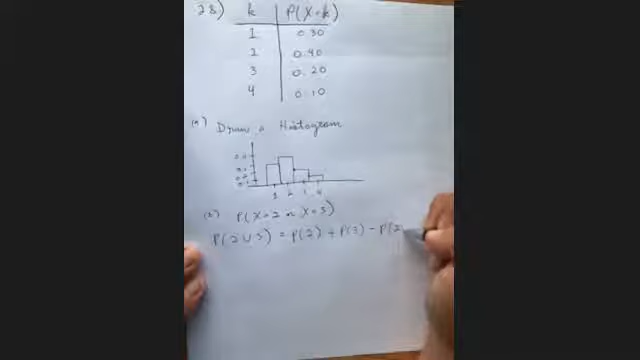 28.) k P(X=k)
1 0.30
2 0.40
3 0.20
4 0.10
(a) Draw a Histogram
1 2 3 4
(b) P(X=2 or X=3)
P(2∪3) = P(2) + P(3) - P(2